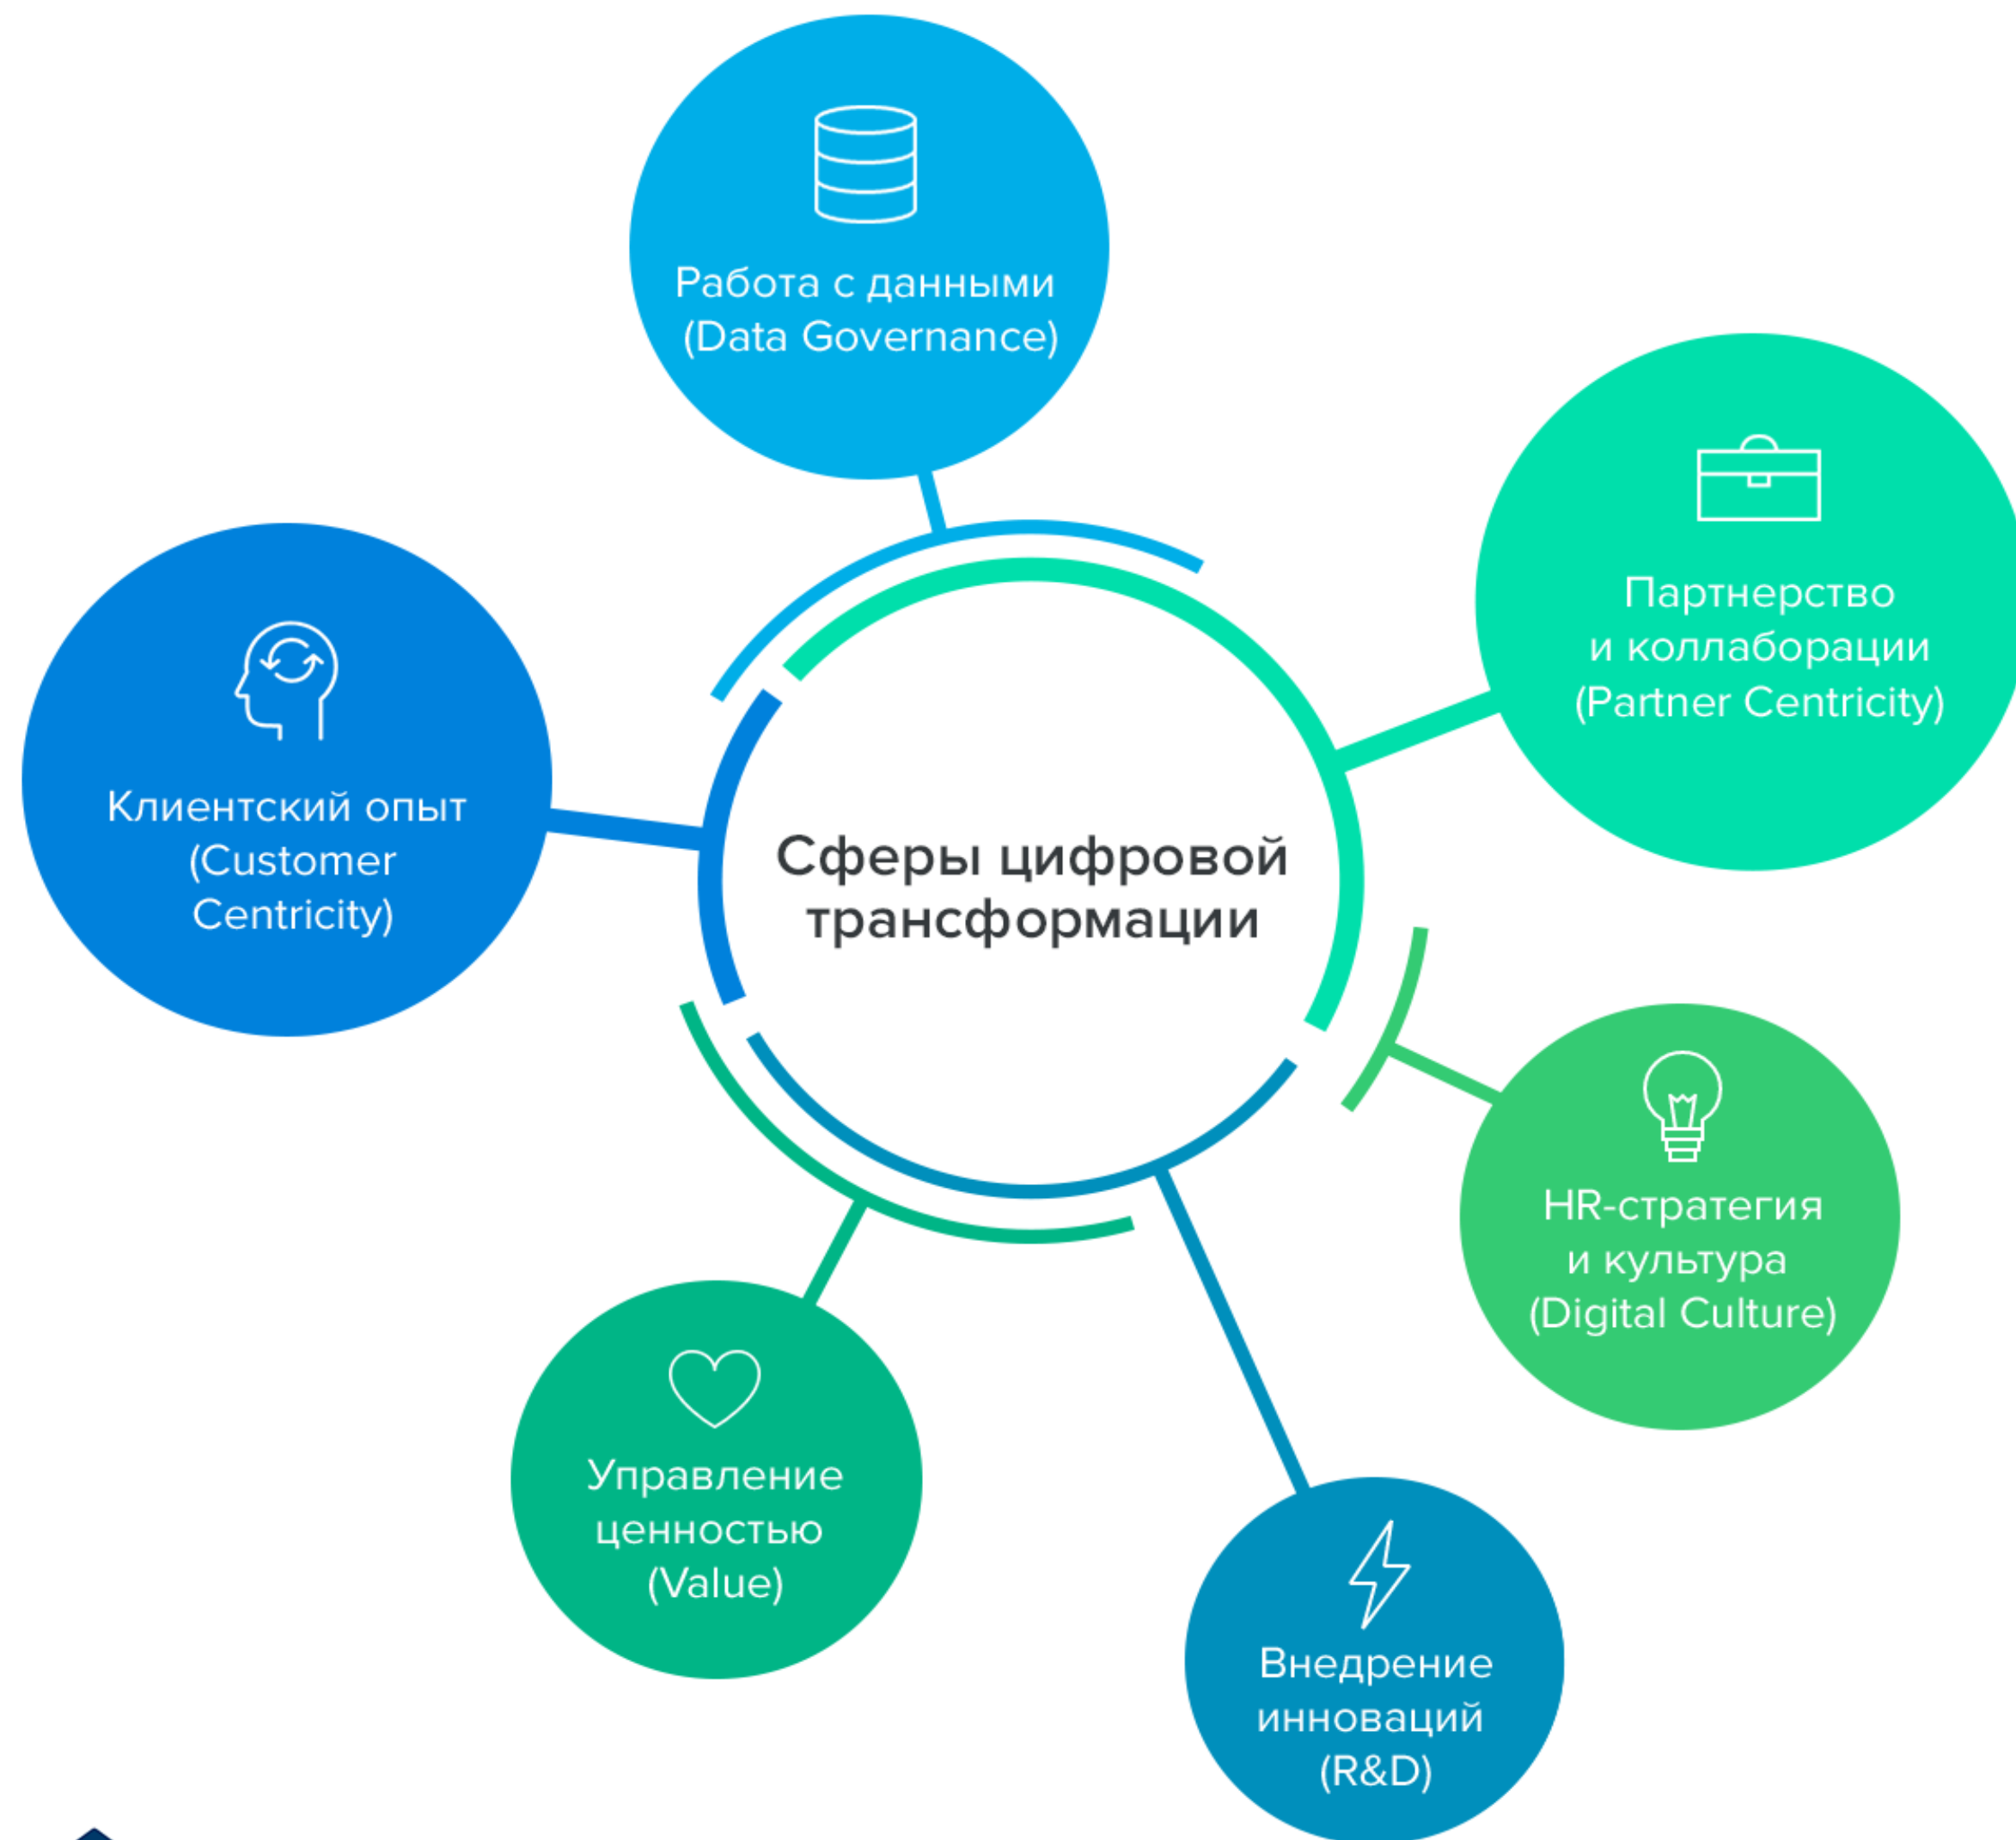 Работа с данными
(Data Governance)
Партнерство
и коллаборации
(Partner Centricity)
Клиентский опыт
(Customer
Centricity)
Сферы цифровой
трансформации
HR-стратегия
и культура
(Digital Culture)
Управление
ценностью
(Value)
Внедрение
инноваций
(R&D)